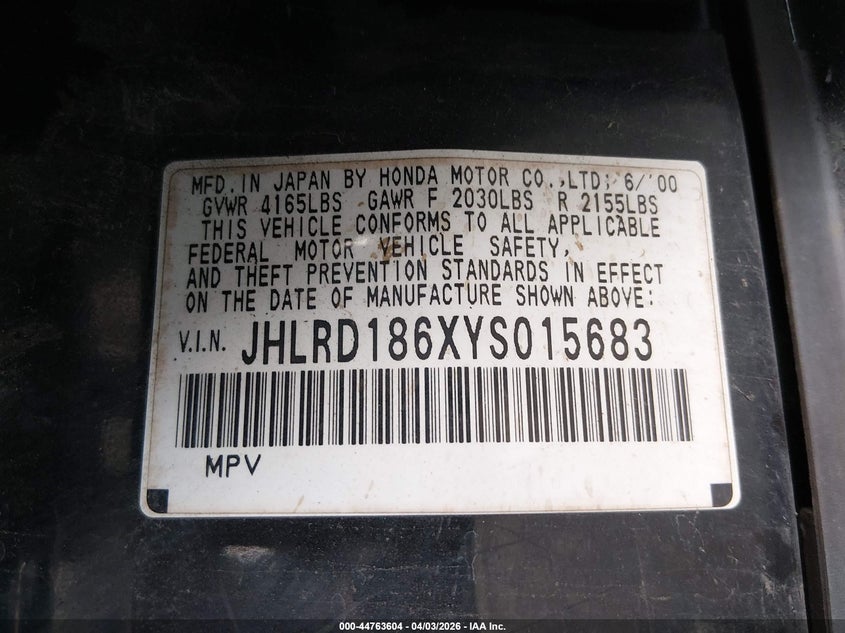 MFD. IN JAPAN BY HONDA MOTOR CO.,LTD; 6/'00
GVWR 4165LBS GAWR F 2030LBS R 2155LBS
THIS VEHICLE CONFORMS TO ALL APPLICABLE
FEDERAL MOTOR VEHICLE SAFETY,
AND THEFT PREVENTION STANDARDS IN EFFECT
ON THE DATE OF MANUFACTURE SHOWN ABOVE:
V.I.N. JHLRD186XYS015683
MPV
000-44763604 - 04/03/2026 - IAA Inc.